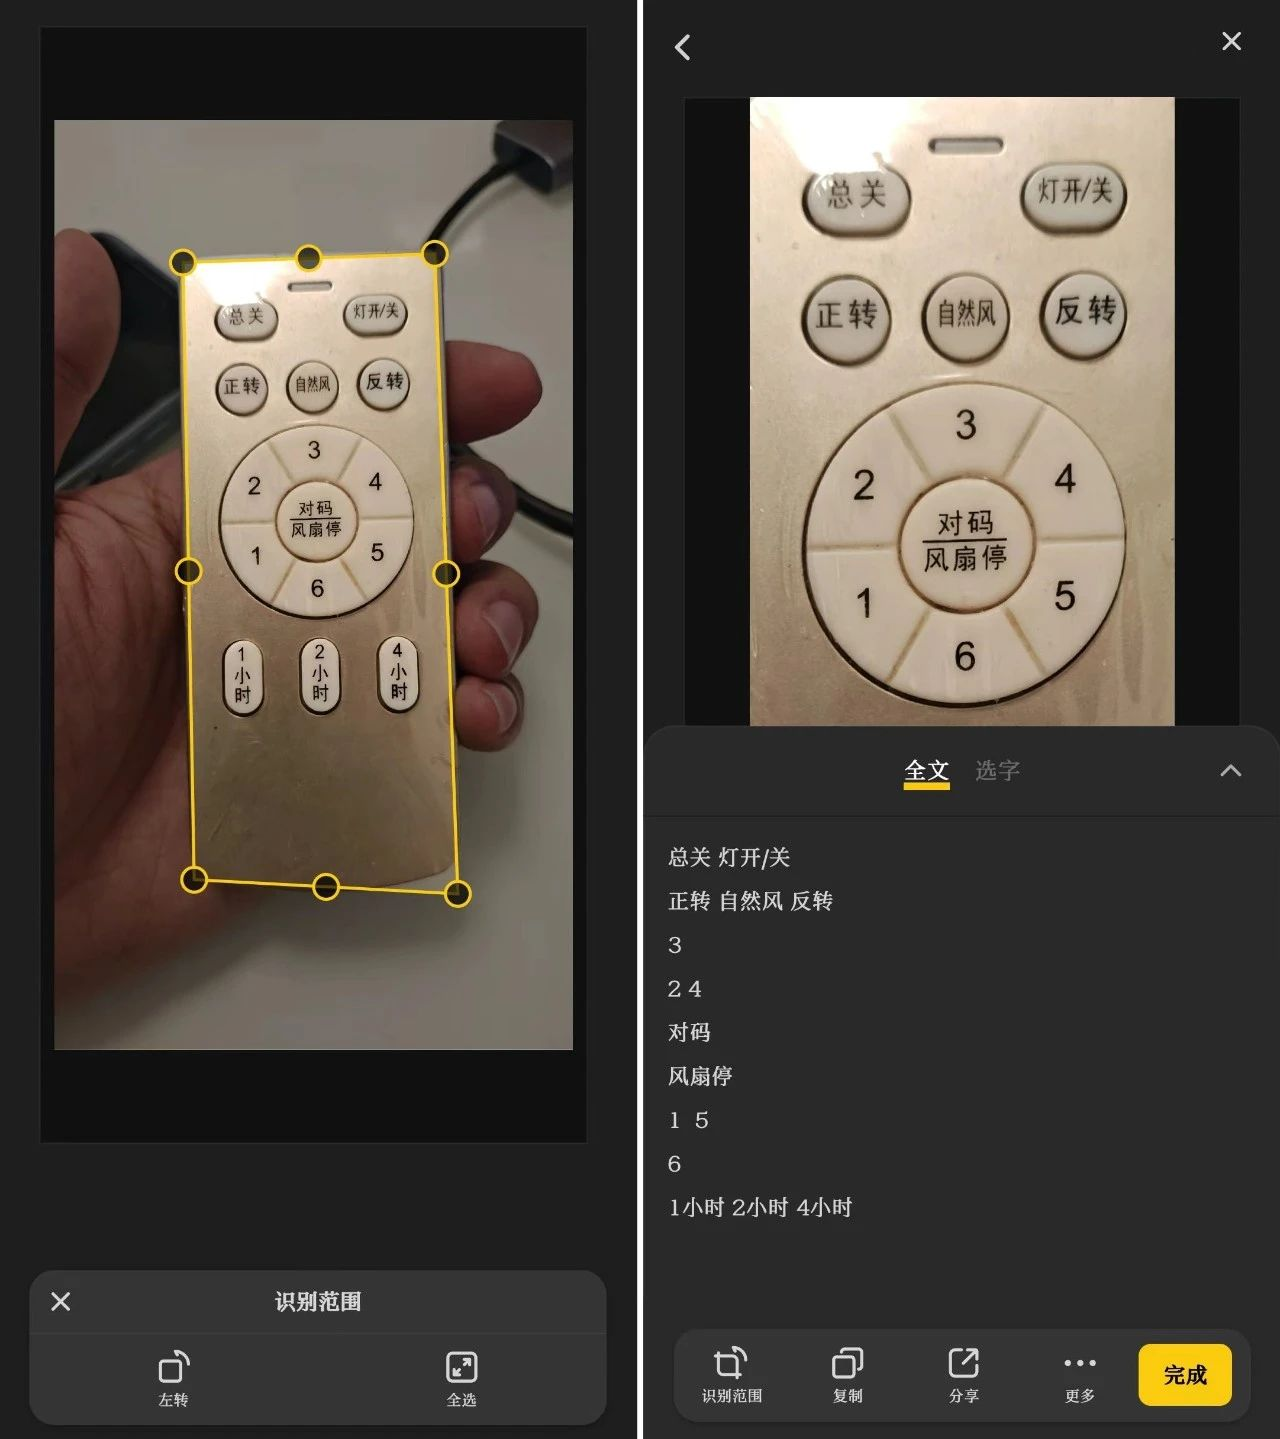 总关 灯开/关
正转 自然风 反转
3
2 4
对码
风扇停
1 5
6
1小时 2小时 4小时
识别范围
左转 全选
总关 灯开/关
正转 自然风 反转
3
2 4
对码
风扇停
1 5
6
全文 选字
总关 灯开/关
正转 自然风 反转
3
2 4
对码
风扇停
1 5
6
1小时 2小时 4小时
识别范围 复制 分享 更多 完成